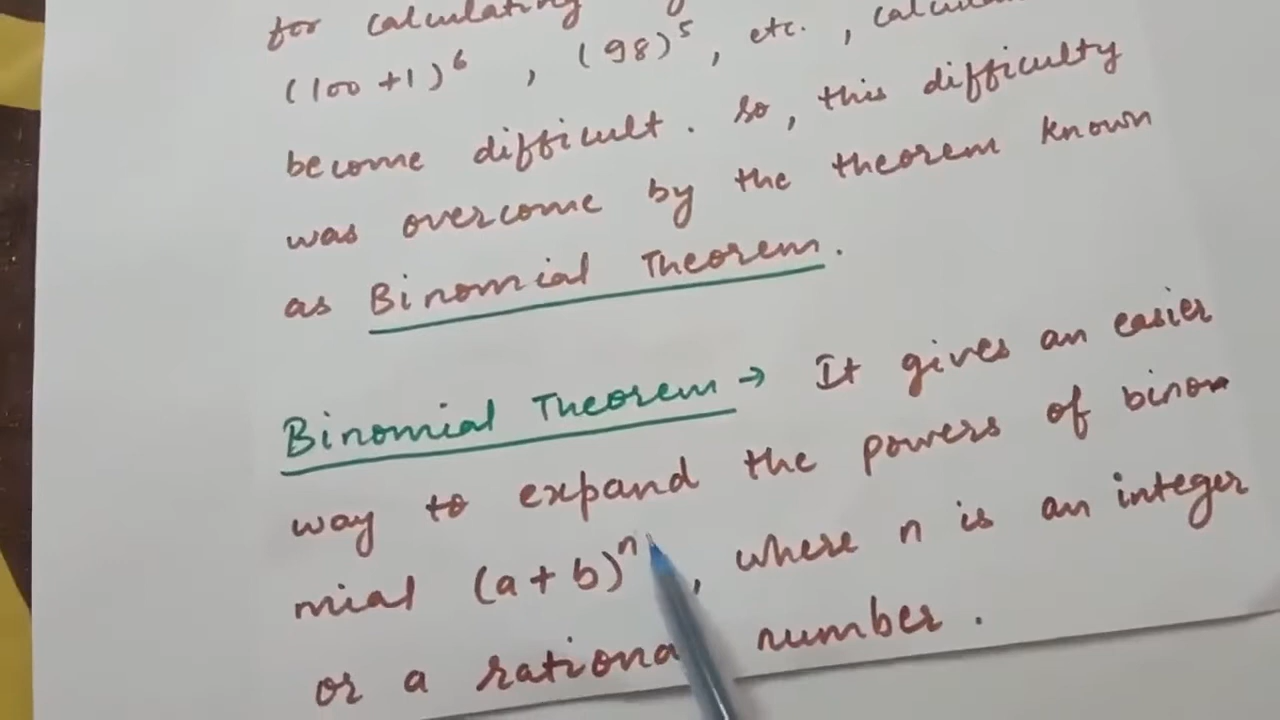 for calculating
(100 + 1)^6 , (98)^5 , etc. ,
become difficult . so , this difficulty
was overcome by the theorem known
as Binomial Theorem .
Binomial Theorem → It gives an easier
way to expand the powers of binom
mial (a + b)^n , where n is an integer
or a rational number .